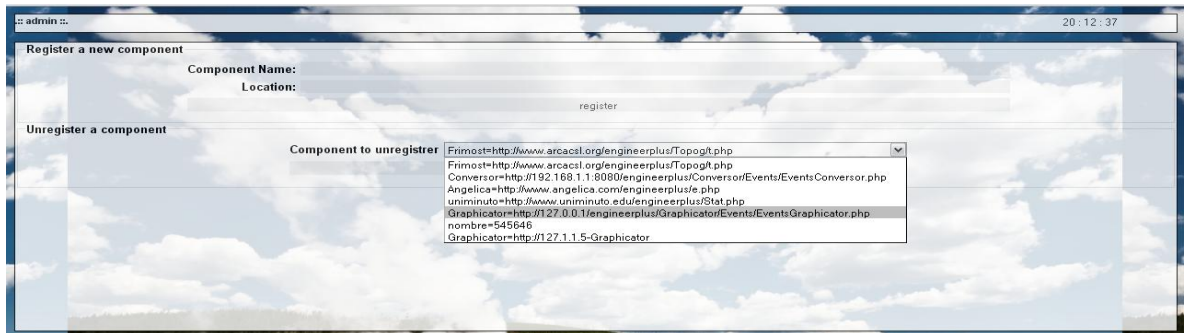 .:: admin ::.
20 : 12 : 37
Register a new component
Component Name:
Location:
register
Unregister a component
Component to unregistrer Frimost=http://www.arcacsl.org/engineerplus/Topog/t.php
Frimost=http://www.arcacsl.org/engineerplus/Topog/t.php
Conversor=http://192.168.1.1:8080/engineerplus/Conversor/Events/EventsConversor.php
Angelica=http://www.angelica.com/engineerplus/e.php
uniminuto=http://www.uniminuto.edu/engineerplus/Stat.php
Graphicator=http://127.0.0.1/engineerplus/Graphicator/Events/EventsGraphicator.php
nombre=545646
Graphicator=http://127.1.1.5-Graphicator